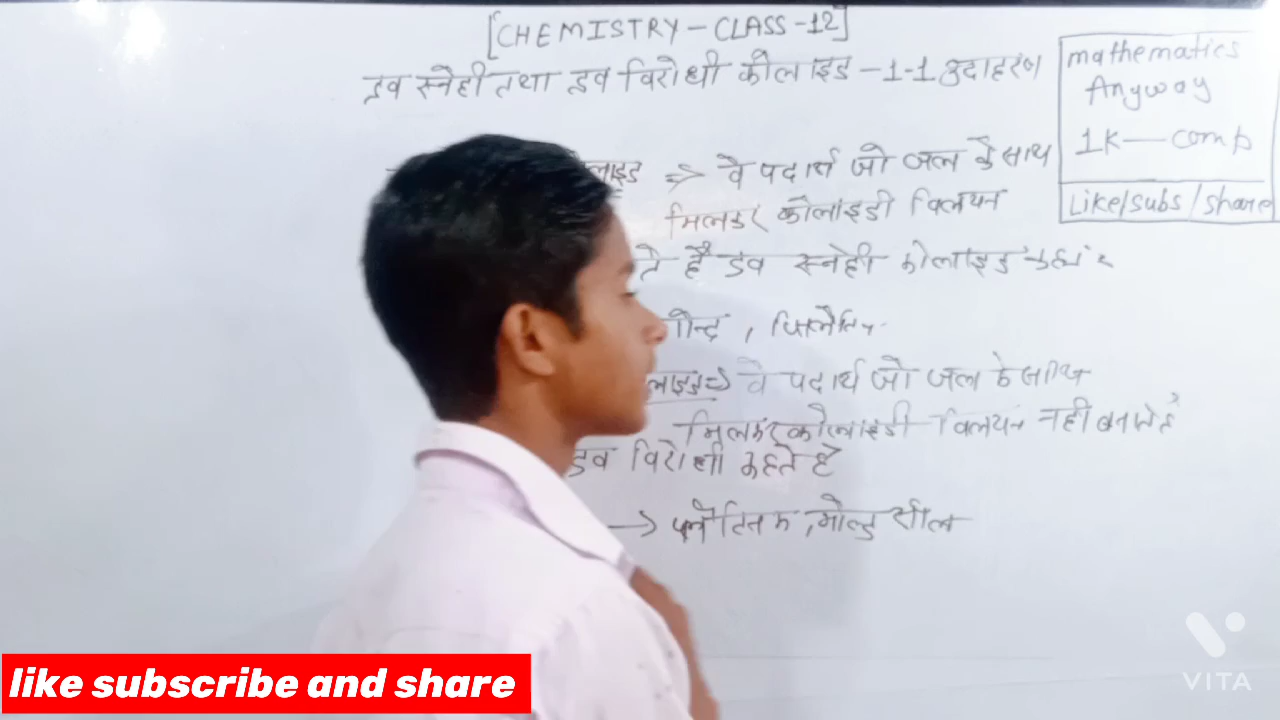 [CHEMISTRY - CLASS -12]
द्रव स्नेही तथा द्रव विरोधी कोलाइड - 1-1 उदाहरण
mathematics
Anyway
1K — comp
Like/subs/share
लाइड => वे पदार्थ जो जल के साथ
मिलकर कोलाइडी विलयन
ते हैं द्रव स्नेही कोलाइड
गोन्द,
लाइड => वे पदार्थ जो जल के साथ
मिलकर कोलाइडी विलयन नही बनाते है
द्रव विरोधी कहते है
→ गोल्ड सोल
like subscribe and share
VITA